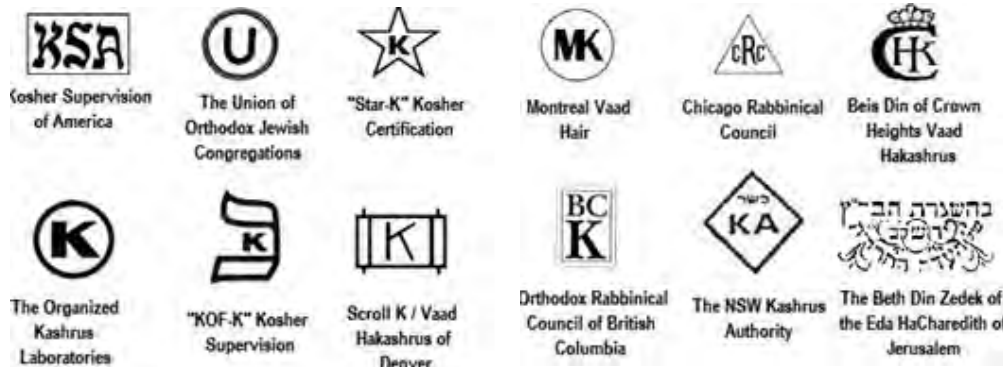 KSA
Kosher Supervision
of America
U
The Union of
Orthodox Jewish
Congregations
K
"Star-K" Kosher
Certification
MK
Montreal Vaad
Hair
cRc
Chicago Rabbinical
Council
CHK
Beis Din of Crown
Heights Vaad
Hakashrus
K
The Organized
Kashrus
Laboratories
כ K
"KOF-K" Kosher
Supervision
K
Scroll K / Vaad
Hakashrus of
Denver
BC
K
Orthodox Rabbinical
Council of British
Columbia
כשר
KA
The NSW Kashrus
Authority
בהשגחת הבד״ץ
The Beth Din Zedek of
the Eda HaCharedith of
Jerusalem